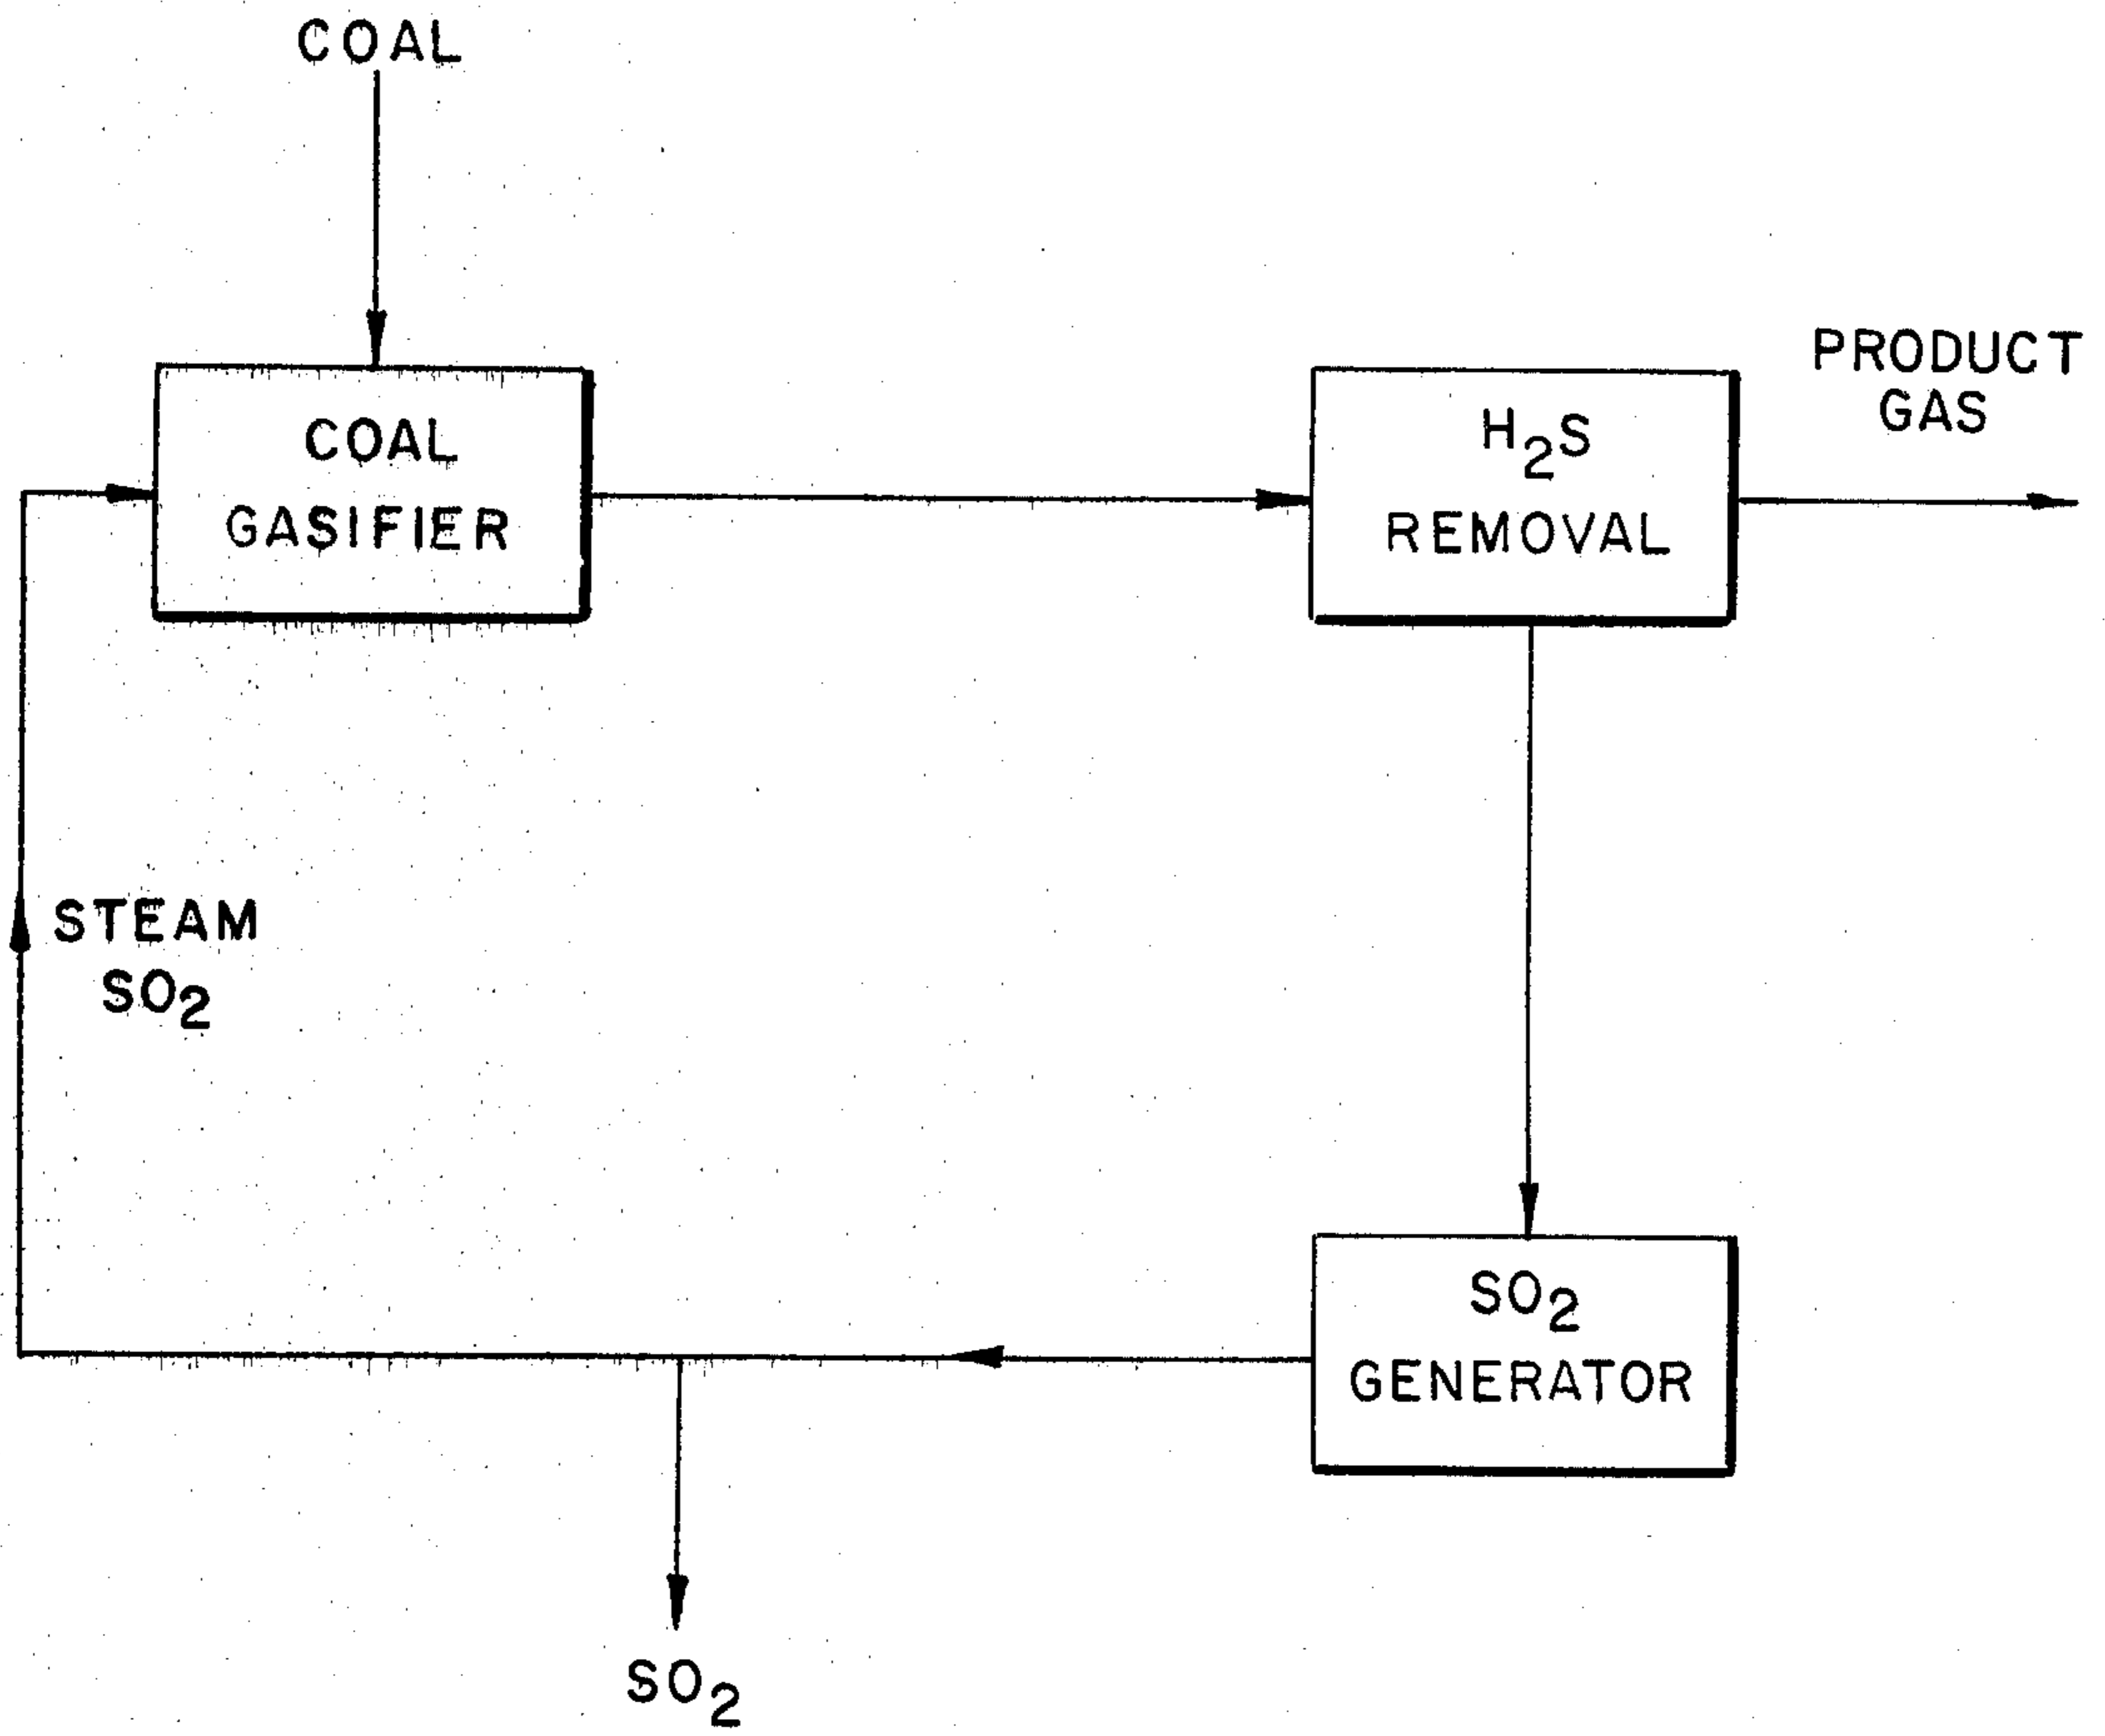 COAL
COAL
GASIFIER
H₂S
REMOVAL
PRODUCT
GAS
STEAM
SO₂
SO₂
GENERATOR
SO₂